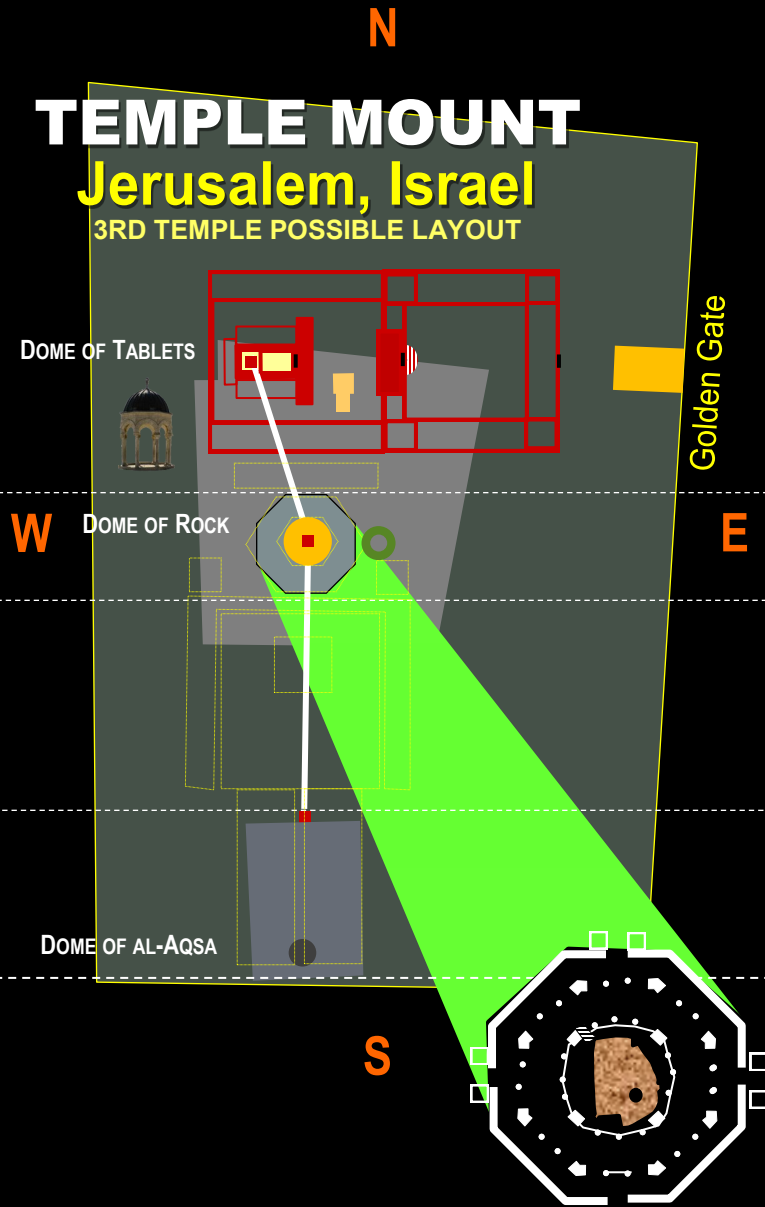 N
TEMPLE MOUNT
Jerusalem, Israel
3RD TEMPLE POSSIBLE LAYOUT
DOME OF TABLETS
Golden Gate
W
DOME OF ROCK
E
DOME OF AL-AQSA
S